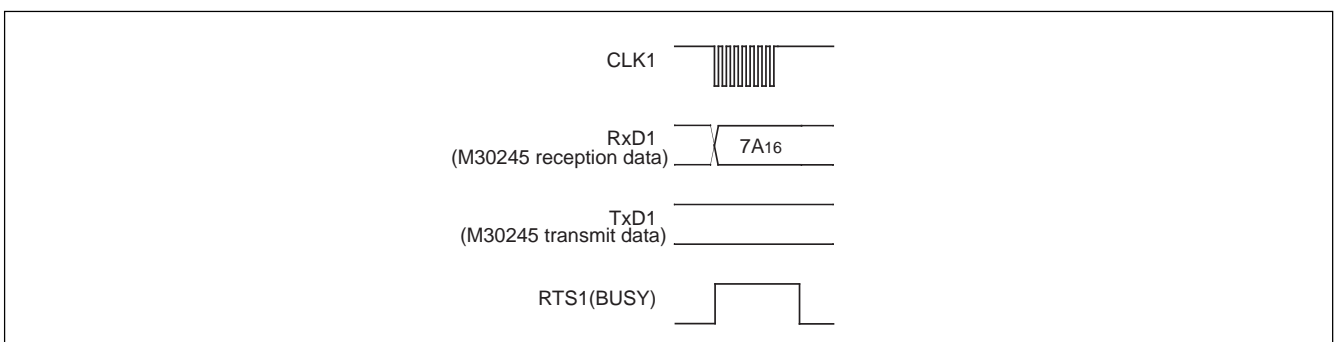 CLK1
RxD1
(M30245 reception data)
7A16
TxD1
(M30245 transmit data)
RTS1(BUSY)